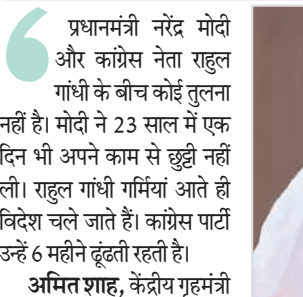 प्रधानमंत्री नरेंद्र मोदी
और कांग्रेस नेता राहुल
गांधी के बीच कोई तुलना
नहीं है। मोदी ने 23 साल में एक
दिन भी अपने काम से छुट्टी नहीं
ली। राहुल गांधी गर्मियां आते ही
विदेश चले जाते हैं। कांग्रेस पार्टी
उन्हें 6 महीने ढूंढती रहती है।
अमित शाह, केंद्रीय गृहमंत्री